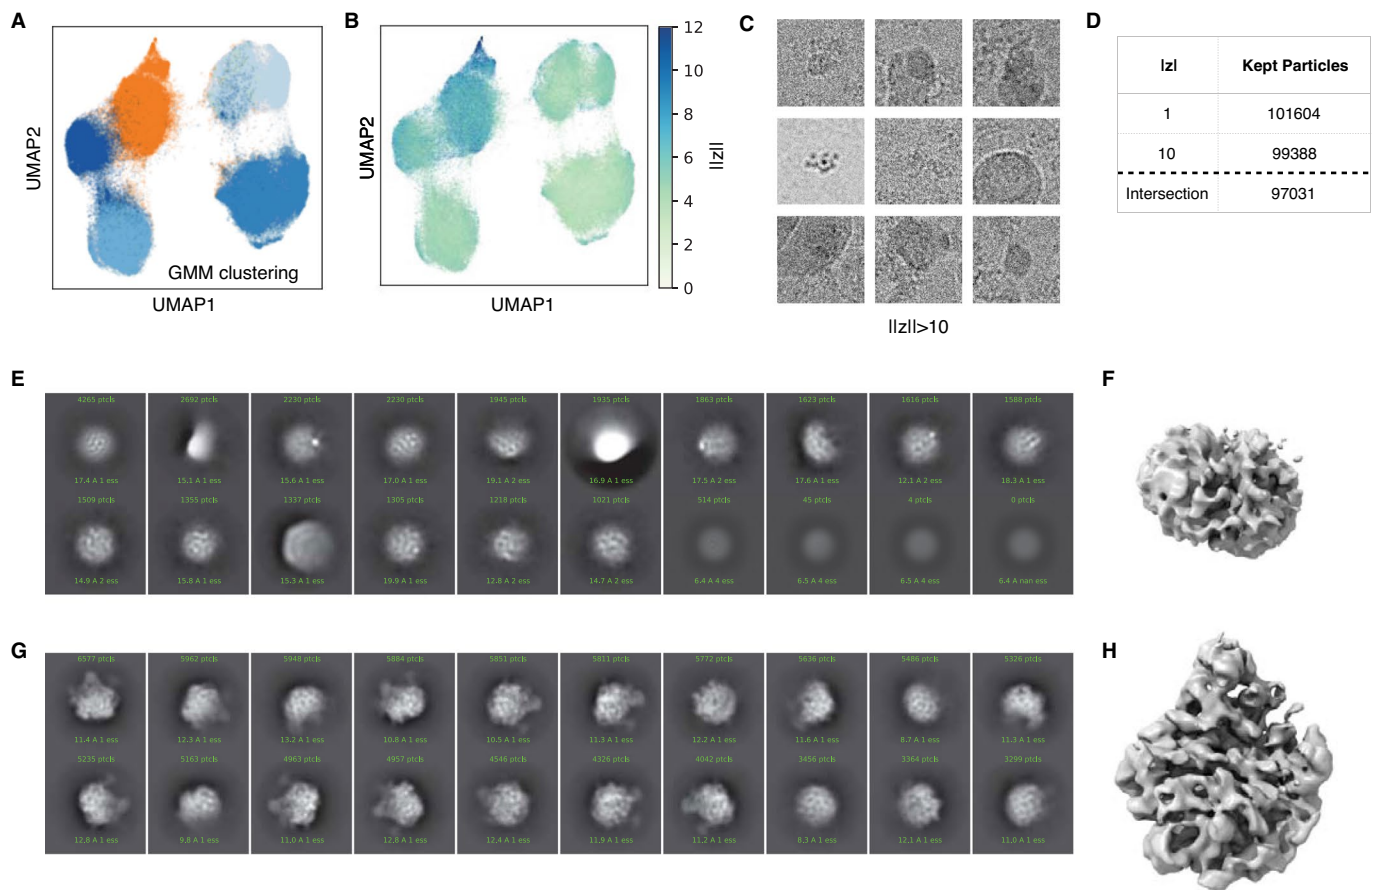 A
UMAP2
GMM clustering
UMAP1
B
UMAP2
UMAP1
12
10
8
6
4
2
0
||z||
C
||z||>10
D
|z| Kept Particles
1 101604
10 99388
Intersection 97031
E
4265 ptcls 2692 ptcls 2230 ptcls 2230 ptcls 1945 ptcls 1935 ptcls 1863 ptcls 1623 ptcls 1616 ptcls 1588 ptcls
17.4 A 1 ess 15.1 A 1 ess 15.6 A 1 ess 17.0 A 1 ess 19.1 A 2 ess 16.9 A 1 ess 17.5 A 2 ess 17.6 A 1 ess 12.1 A 2 ess 18.3 A 1 ess
1509 ptcls 1355 ptcls 1337 ptcls 1305 ptcls 1218 ptcls 1021 ptcls 514 ptcls 45 ptcls 4 ptcls 0 ptcls
14.9 A 2 ess 15.8 A 1 ess 15.3 A 1 ess 19.9 A 1 ess 12.8 A 2 ess 14.7 A 2 ess 6.4 A 4 ess 6.5 A 4 ess 6.5 A 4 ess 6.4 A nan ess
F
G
6577 ptcls 5962 ptcls 5948 ptcls 5884 ptcls 5851 ptcls 5811 ptcls 5772 ptcls 5636 ptcls 5486 ptcls 5326 ptcls
11.4 A 1 ess 12.3 A 1 ess 13.2 A 1 ess 10.8 A 1 ess 10.5 A 1 ess 11.3 A 1 ess 12.2 A 1 ess 11.6 A 1 ess 8.7 A 1 ess 11.3 A 1 ess
5235 ptcls 5163 ptcls 4963 ptcls 4957 ptcls 4546 ptcls 4326 ptcls 4042 ptcls 3456 ptcls 3364 ptcls 3299 ptcls
12.8 A 1 ess 9.8 A 1 ess 11.0 A 1 ess 12.8 A 1 ess 12.4 A 1 ess 11.9 A 1 ess 11.2 A 1 ess 8.3 A 1 ess 12.1 A 1 ess 11.0 A 1 ess
H